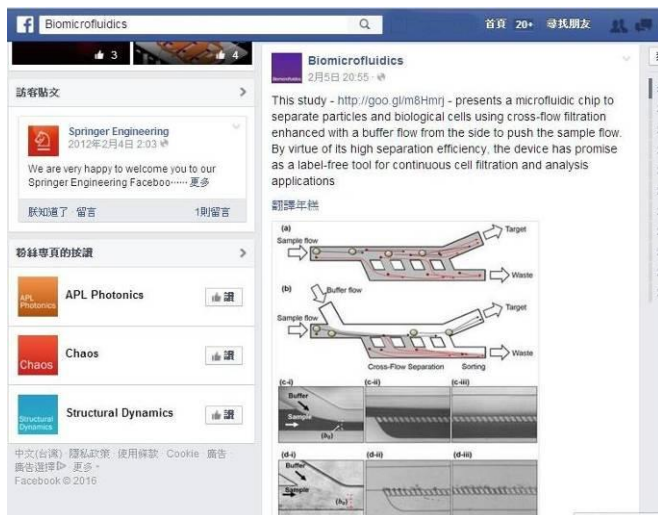 Biomicrofluidics
首頁 20+ 尋找朋友
3
4
訪客貼文
Springer Engineering
2012年2月4日 2:03
We are very happy to welcome you to our
Springer Engineering Faceboo…… 更多
朕知道了 · 留言
1則留言
粉絲專頁的按讚
APL Photonics
APL Photonics
讚
Chaos
Chaos
讚
Structural Dynamics
Structural Dynamics
讚
中文(台灣) · 隱私政策 · 使用條款 · Cookie · 廣告 ·
廣告選擇 · 更多
Facebook © 2016
Biomicrofluidics
2月5日 20:55 ·
This study - http://goo.gl/m8Hmrj - presents a microfluidic chip to
separate particles and biological cells using cross-flow filtration
enhanced with a buffer flow from the side to push the sample flow.
By virtue of its high separation efficiency, the device has promise
as a label-free tool for continuous cell filtration and analysis
applications
翻譯年糕
(a)
Sample flow
Target
Waste
(b)
Buffer flow
Sample flow
Target
Waste
Cross-Flow Separation
Sorting
(c-i)
(c-ii)
(c-iii)
Buffer
Sample
(d-i)
(d-ii)
(d-iii)
Buffer
Sample